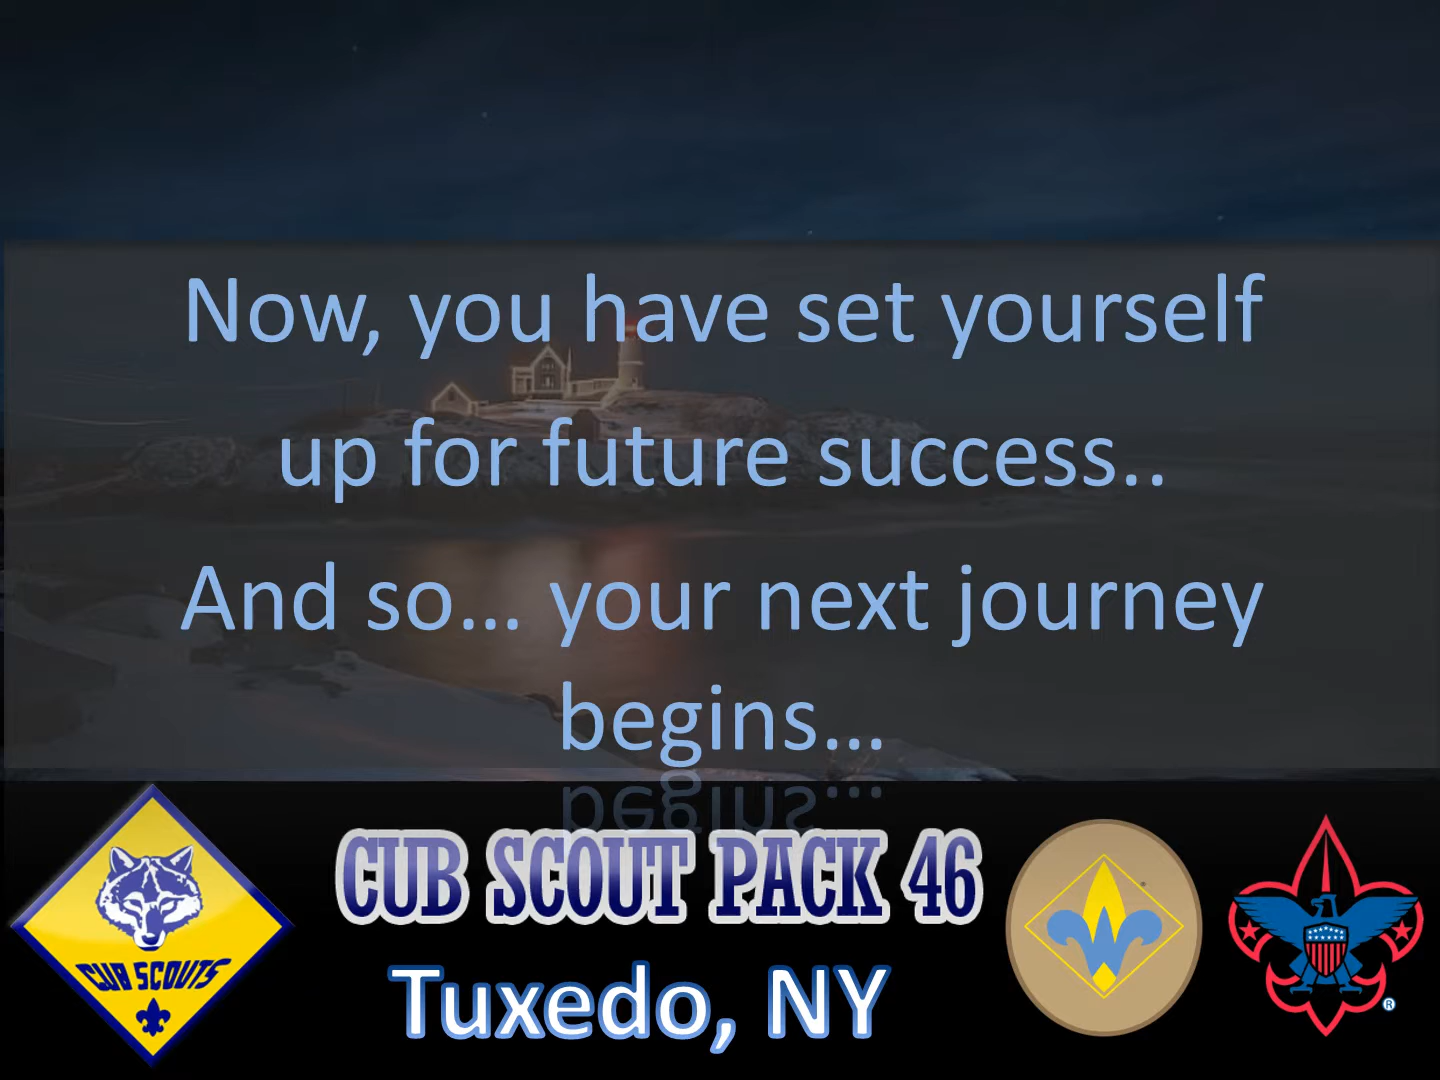 Now, you have set yourself
up for future success..
And so… your next journey
begins…
CUB SCOUT PACK 46
Tuxedo, NY
CUB SCOUTS
®